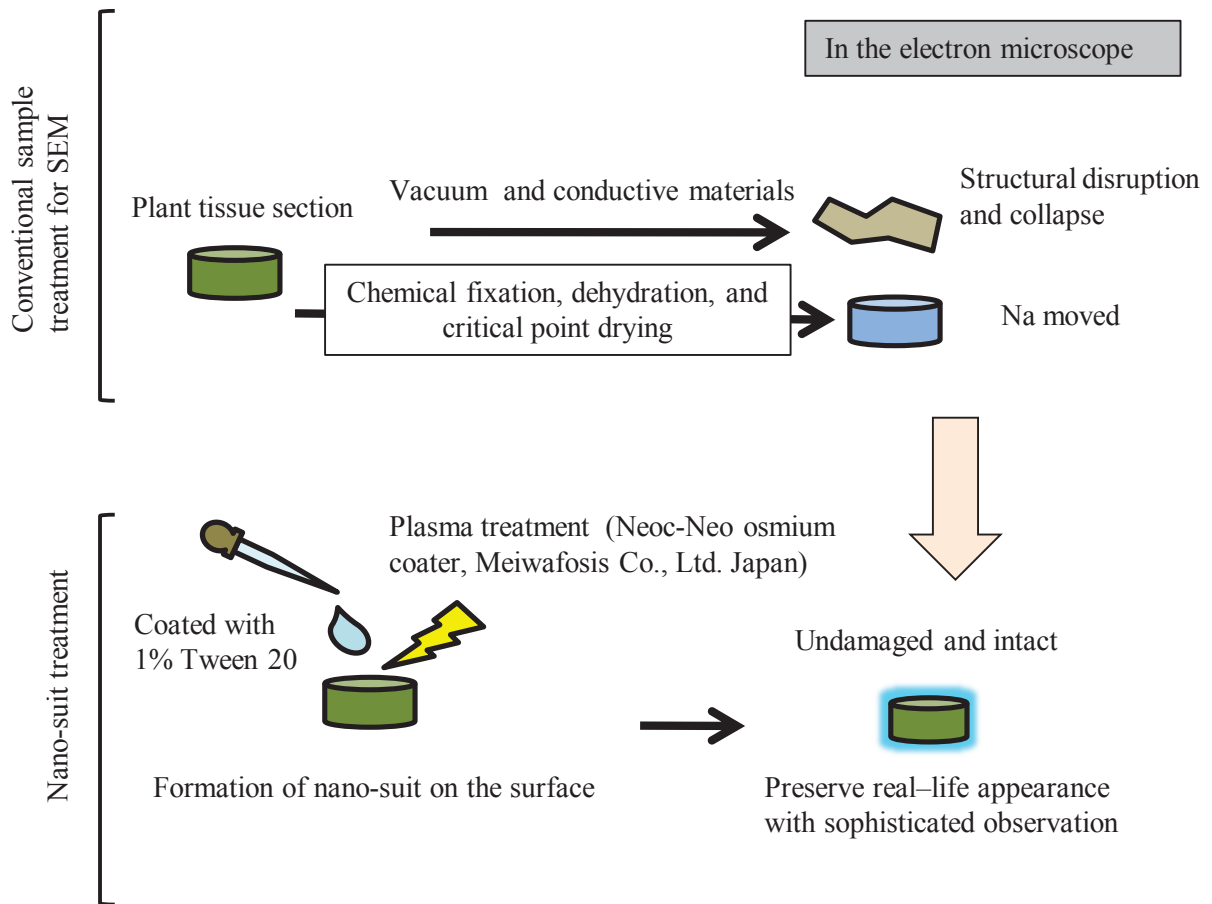 In the electron microscope
Conventional sample
treatment for SEM
Plant tissue section
Vacuum and conductive materials
Structural disruption
and collapse
Chemical fixation, dehydration, and
critical point drying
Na moved
Nano-suit treatment
Plasma treatment (Neoc-Neo osmium
coater, Meiwafosis Co., Ltd. Japan)
Coated with
1% Tween 20
Formation of nano-suit on the surface
Undamaged and intact
Preserve real–life appearance
with sophisticated observation